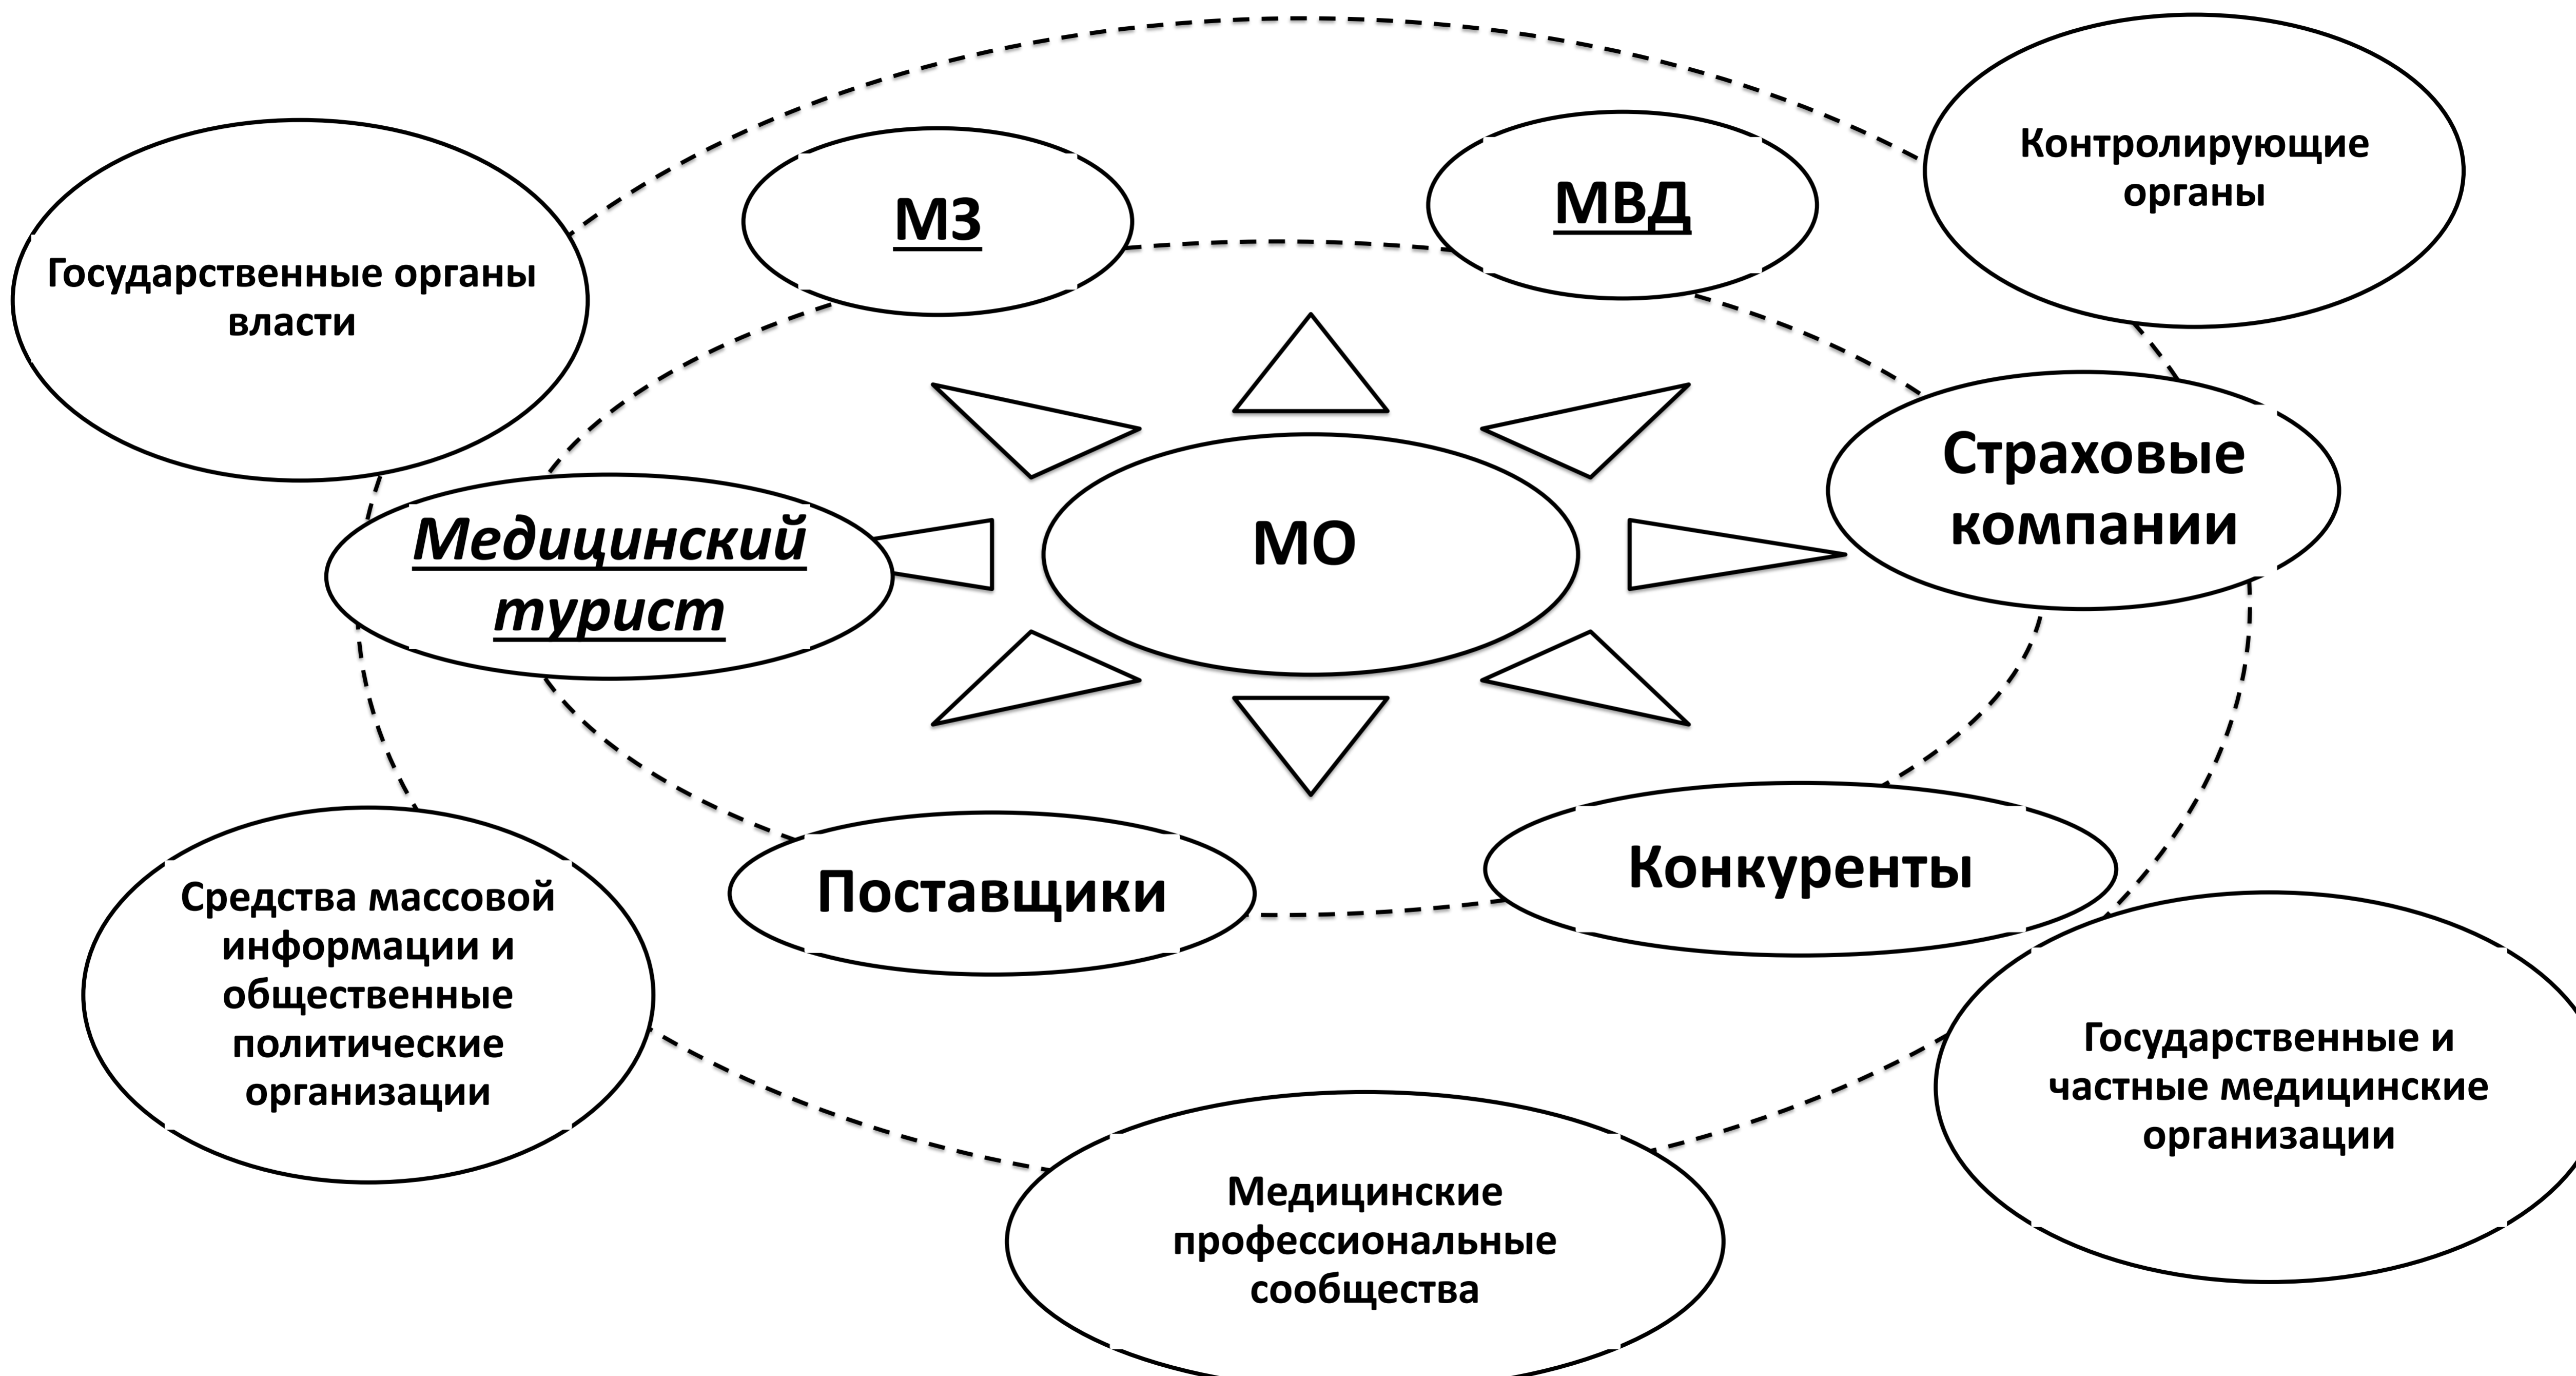 Контролирующие
органы
МЗ
МВД
Государственные органы
власти
Страховые
компании
Медицинский
турист
МО
Конкуренты
Поставщики
Средства массовой
информации и
общественные
политические
организации
Государственные и
частные медицинские
организации
Медицинские
профессиональные
сообщества